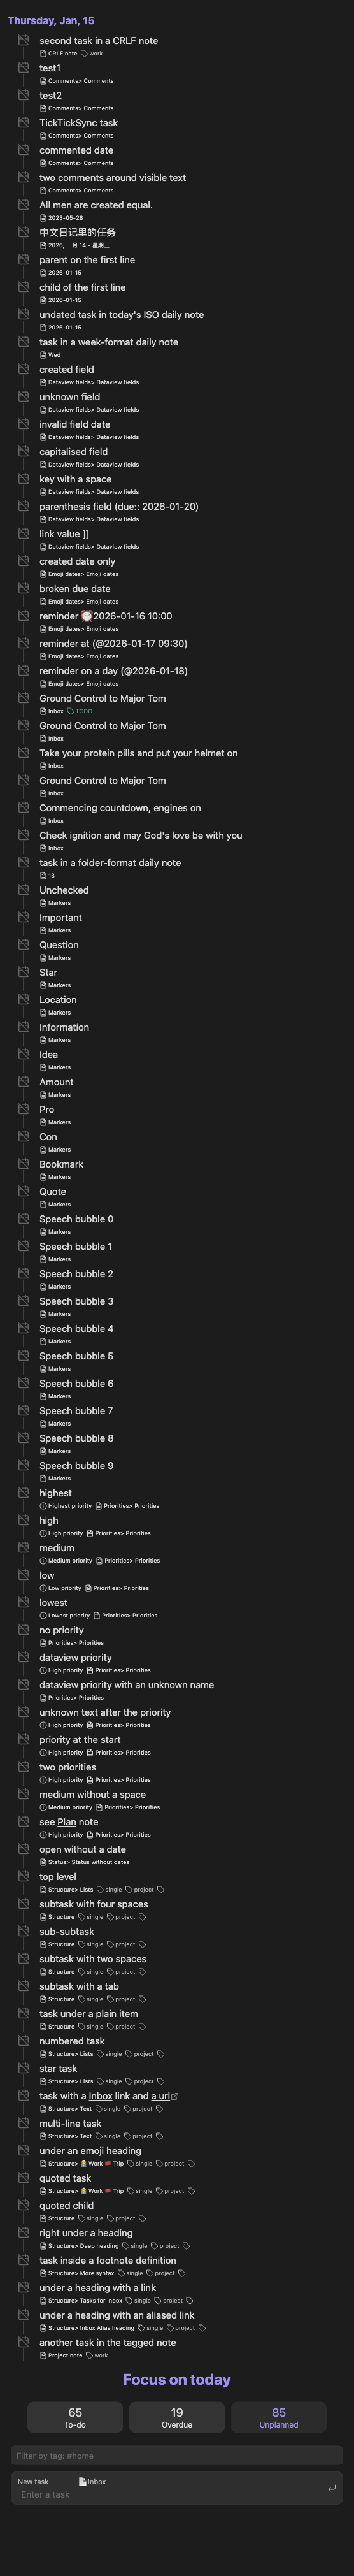 Thursday, Jan, 15
second task in a CRLF note
CRLF note work
test1
Comments> Comments
test2
Comments> Comments
TickTickSync task
Comments> Comments
commented date
Comments> Comments
two comments around visible text
Comments> Comments
All men are created equal.
2023-05-28
中文日记里的任务
2026, 一月 14 - 星期三
parent on the first line
2026-01-15
child of the first line
2026-01-15
undated task in today's ISO daily note
2026-01-15
task in a week-format daily note
Wed
created field
Dataview fields> Dataview fields
unknown field
Dataview fields> Dataview fields
invalid field date
Dataview fields> Dataview fields
capitalised field
Dataview fields> Dataview fields
key with a space
Dataview fields> Dataview fields
parenthesis field (due:: 2026-01-20)
Dataview fields> Dataview fields
link value ]]
Dataview fields> Dataview fields
created date only
Emoji dates> Emoji dates
broken due date
Emoji dates> Emoji dates
reminder ⏰2026-01-16 10:00
Emoji dates> Emoji dates
reminder at (@2026-01-17 09:30)
Emoji dates> Emoji dates
reminder on a day (@2026-01-18)
Emoji dates> Emoji dates
Ground Control to Major Tom
Inbox TODO
Ground Control to Major Tom
Inbox
Take your protein pills and put your helmet on
Inbox
Ground Control to Major Tom
Inbox
Commencing countdown, engines on
Inbox
Check ignition and may God's love be with you
Inbox
task in a folder-format daily note
13
Unchecked
Markers
Important
Markers
Question
Markers
Star
Markers
Location
Markers
Information
Markers
Idea
Markers
Amount
Markers
Pro
Markers
Con
Markers
Bookmark
Markers
Quote
Markers
Speech bubble 0
Markers
Speech bubble 1
Markers
Speech bubble 2
Markers
Speech bubble 3
Markers
Speech bubble 4
Markers
Speech bubble 5
Markers
Speech bubble 6
Markers
Speech bubble 7
Markers
Speech bubble 8
Markers
Speech bubble 9
Markers
highest
Highest priority Priorities> Priorities
high
High priority Priorities> Priorities
medium
Medium priority Priorities> Priorities
low
Low priority Priorities> Priorities
lowest
Lowest priority Priorities> Priorities
no priority
Priorities> Priorities
dataview priority
High priority Priorities> Priorities
dataview priority with an unknown name
Priorities> Priorities
unknown text after the priority
High priority Priorities> Priorities
priority at the start
High priority Priorities> Priorities
two priorities
High priority Priorities> Priorities
medium without a space
Medium priority Priorities> Priorities
see Plan note
High priority Priorities> Priorities
open without a date
Status> Status without dates
top level
Structure> Lists single project
subtask with four spaces
Structure single project
sub-subtask
Structure single project
subtask with two spaces
Structure single project
subtask with a tab
Structure single project
task under a plain item
Structure single project
numbered task
Structure> Lists single project
star task
Structure> Lists single project
task with a Inbox link and a url
Structure> Text single project
multi-line task
Structure> Text single project
under an emoji heading
Structure> Work Trip single project
quoted task
Structure> Work Trip single project
quoted child
Structure single project
right under a heading
Structure> Deep heading single project
task inside a footnote definition
Structure> More syntax single project
under a heading with a link
Structure> Tasks for Inbox single project
under a heading with an aliased link
Structure> Inbox Alias heading single project
another task in the tagged note
Project note work
Focus on today
65 19 85
To-do Overdue Unplanned
Filter by tag: #home
New task Inbox
Enter a task